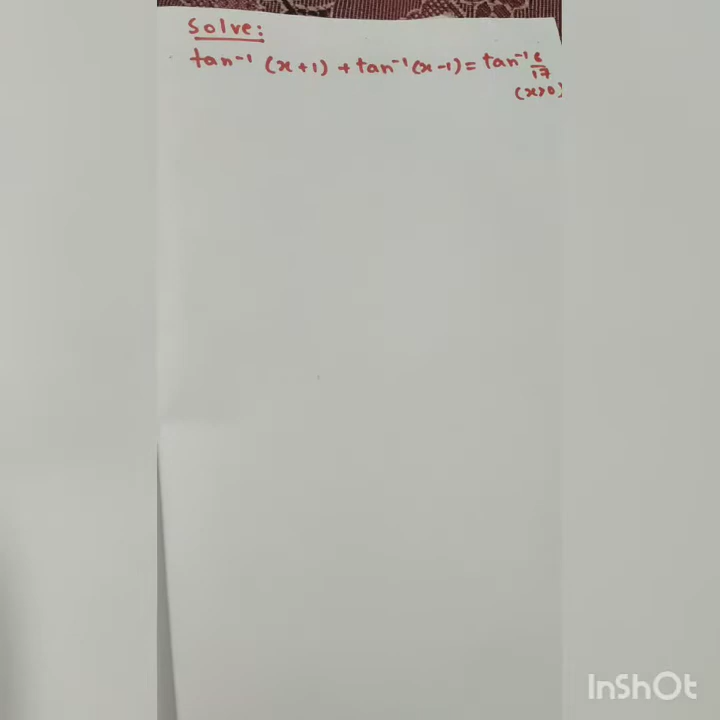 Solve:
tan⁻¹ (x+1) + tan⁻¹ (x-1) = tan⁻¹ 6/17
(x>0)
InShOt